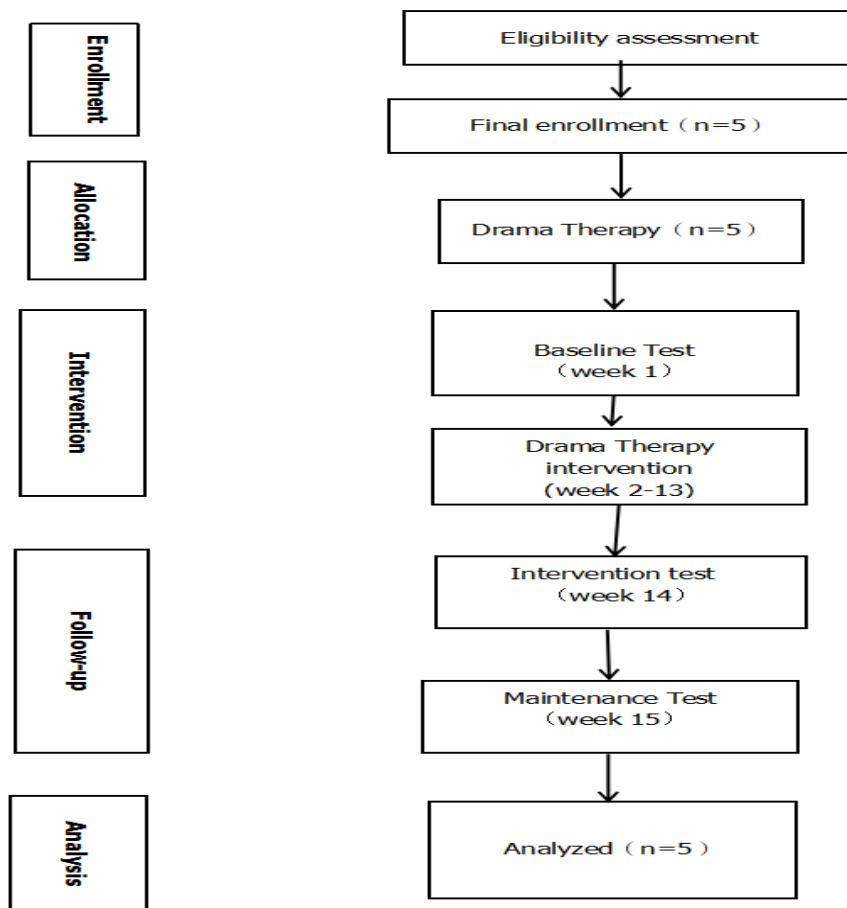 Enrollment
Eligibility assessment
Final enrollment（n=5）
Allocation
Drama Therapy（n=5）
Intervention
Baseline Test
（week 1）
Drama Therapy
intervention
(week 2-13)
Follow-up
Intervention test
（week 14）
Maintenance Test
（week 15）
Analysis
Analyzed（n=5）